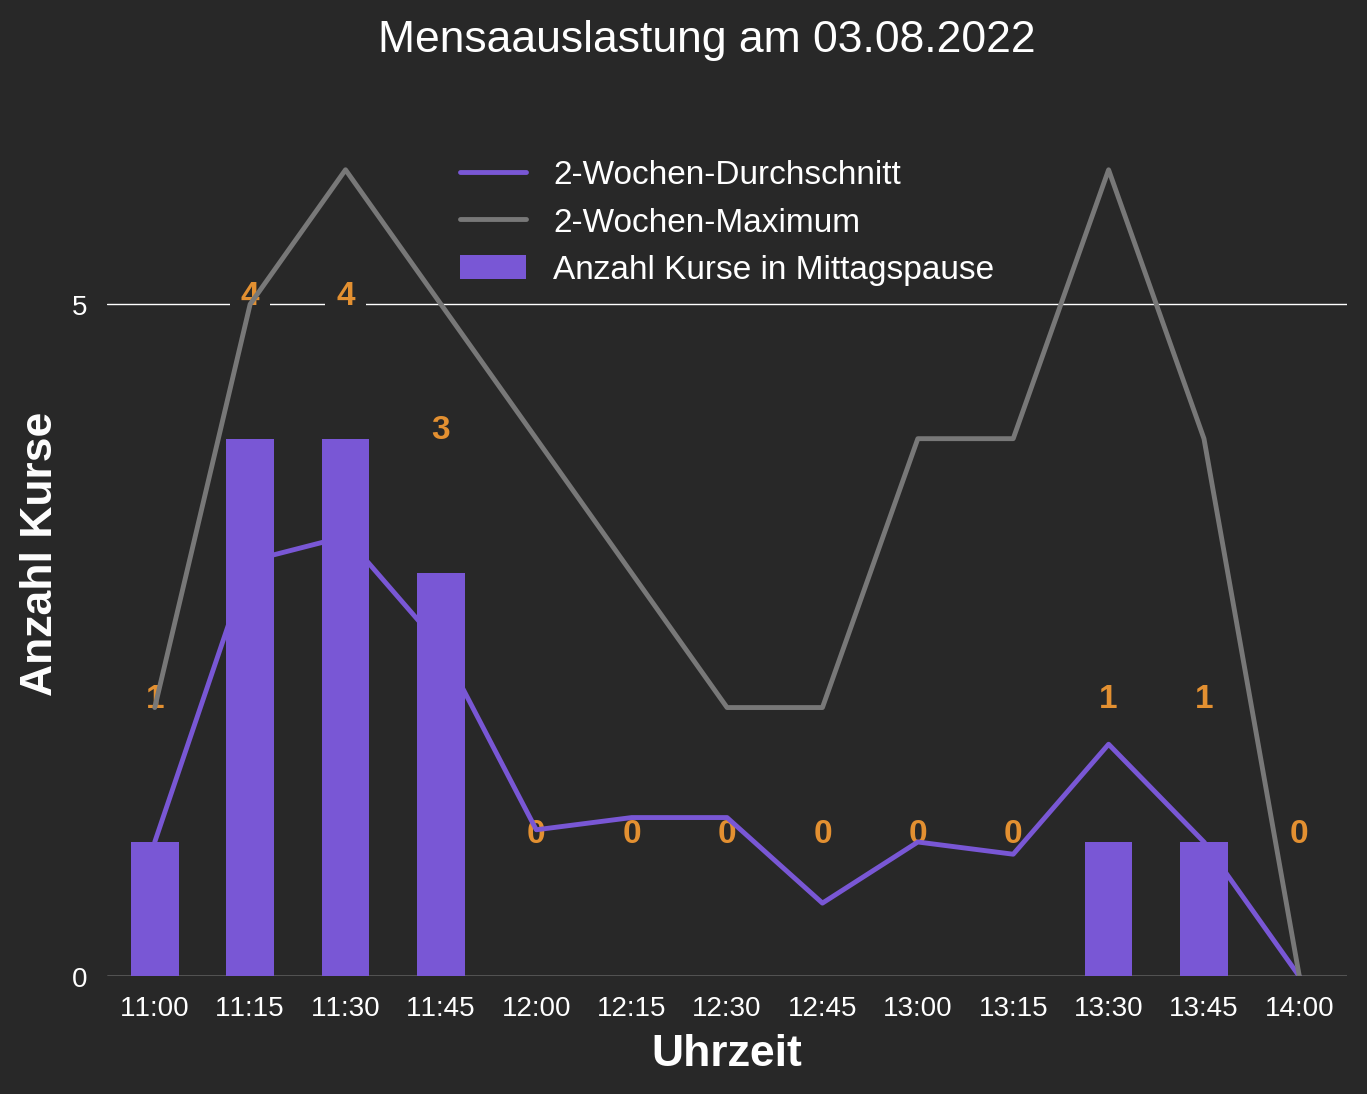 Mensaauslastung am 03.08.2022
2-Wochen-Durchschnitt
2-Wochen-Maximum
Anzahl Kurse in Mittagspause
5
4
4
3
1
1
1
0
0
0
0
0
0
0
0
Anzahl Kurse
11:00 11:15 11:30 11:45 12:00 12:15 12:30 12:45 13:00 13:15 13:30 13:45 14:00
Uhrzeit